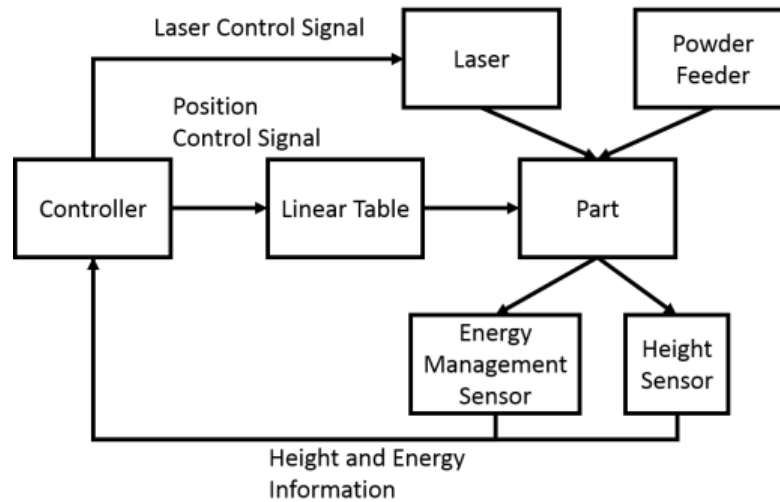 Laser Control Signal
Laser
Powder
Feeder
Position
Control Signal
Controller
Linear Table
Part
Energy
Management
Sensor
Height
Sensor
Height and Energy
Information